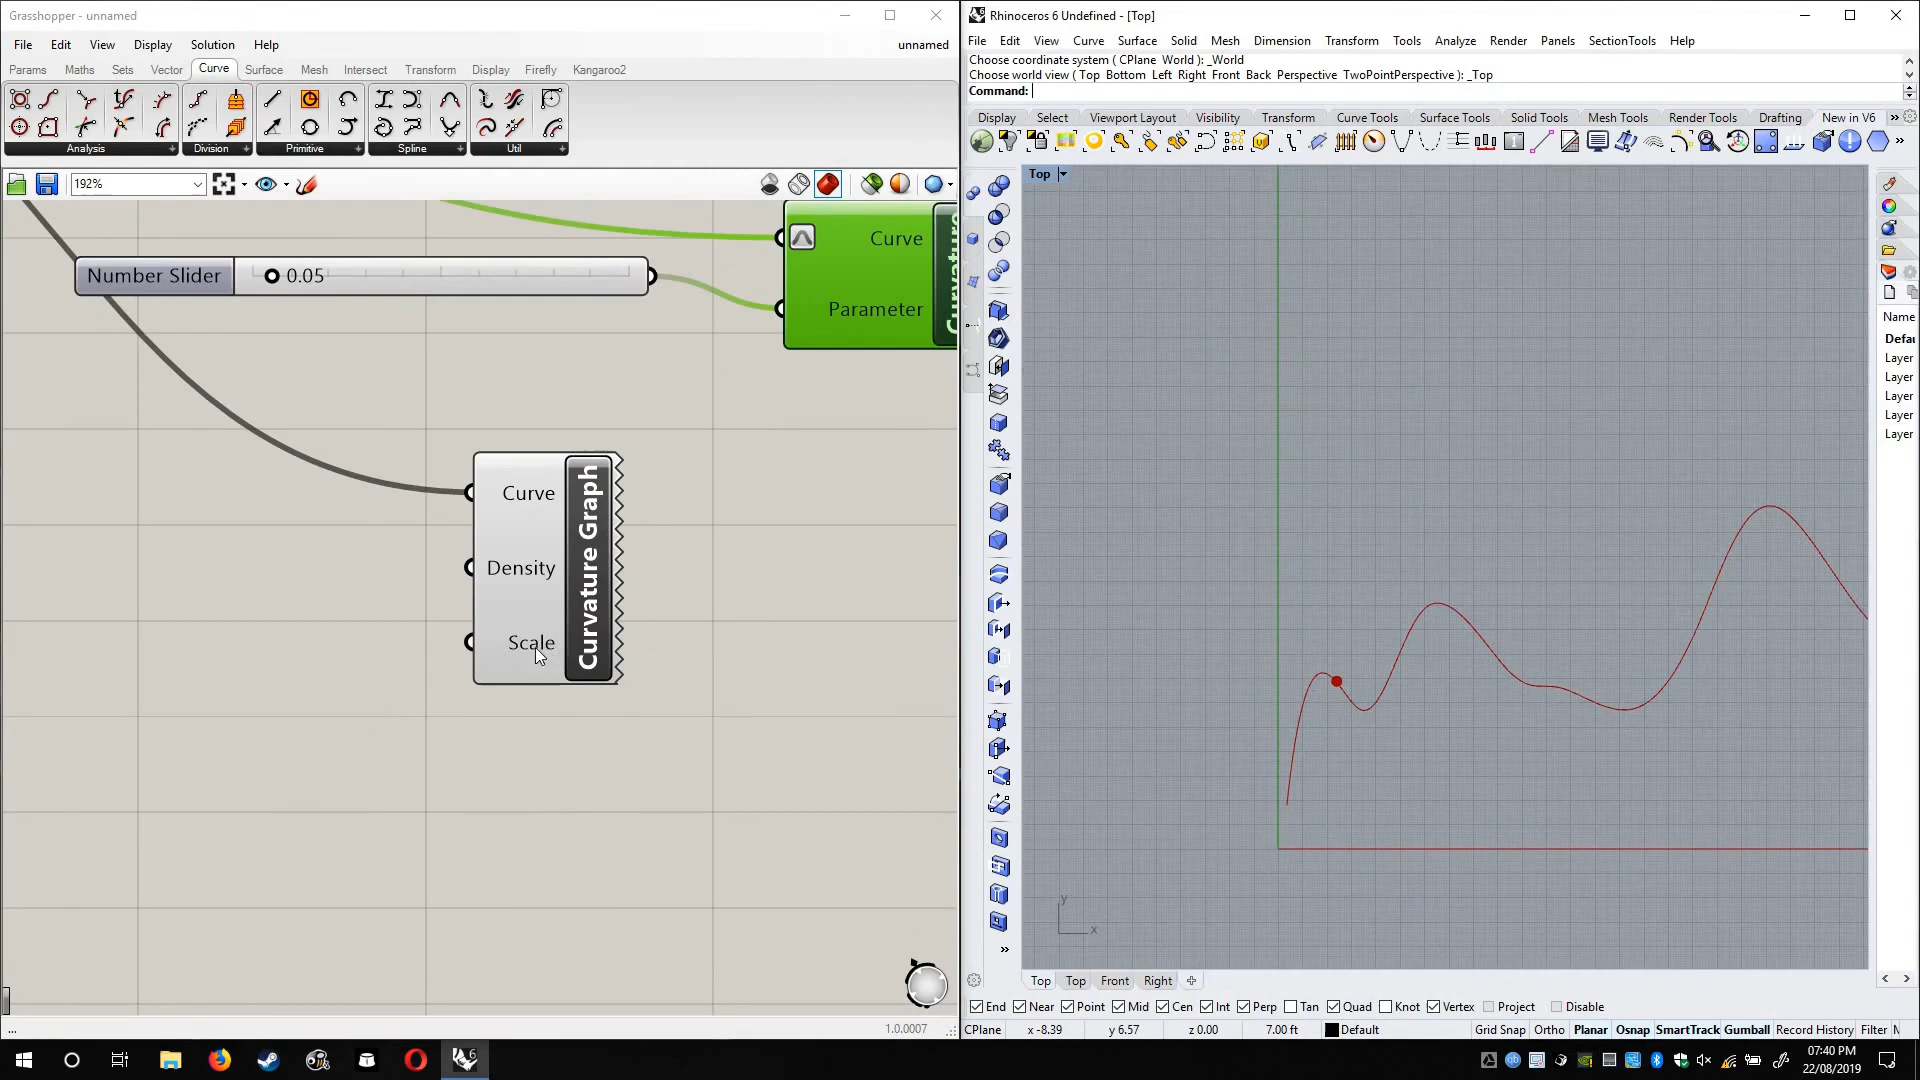 Grasshopper - unnamed
File Edit View Display Solution Help
unnamed
Params Maths Sets Vector Curve Surface Mesh Intersect Transform Display Firefly Kangaroo2
Analysis Division Primitive Spline Util
192%
Number Slider 0.05
Curve
Parameter
Curve
Density
Scale
Curvature Graph
...
1.0.0007
Rhinoceros 6 Undefined - [Top]
File Edit View Curve Surface Solid Mesh Dimension Transform Tools Analyze Render Panels SectionTools Help
Choose coordinate system ( CPlane World ): _World
Choose world view ( Top Bottom Left Right Front Back Perspective TwoPointPerspective ): _Top
Command:
Display Select Viewport Layout Visibility Transform Curve Tools Surface Tools Solid Tools Mesh Tools Render Tools Drafting New in V6
Top
Name
Defau
Layer
Layer
Layer
Layer
Layer
y
x
Top Top Front Right
End Near Point Mid Cen Int Perp Tan Quad Knot Vertex Project Disable
CPlane x -8.39 y 6.57 z 0.00 7.00 ft Default Grid Snap Ortho Planar Osnap SmartTrack Gumball Record History Filter
07:40 PM
22/08/2019